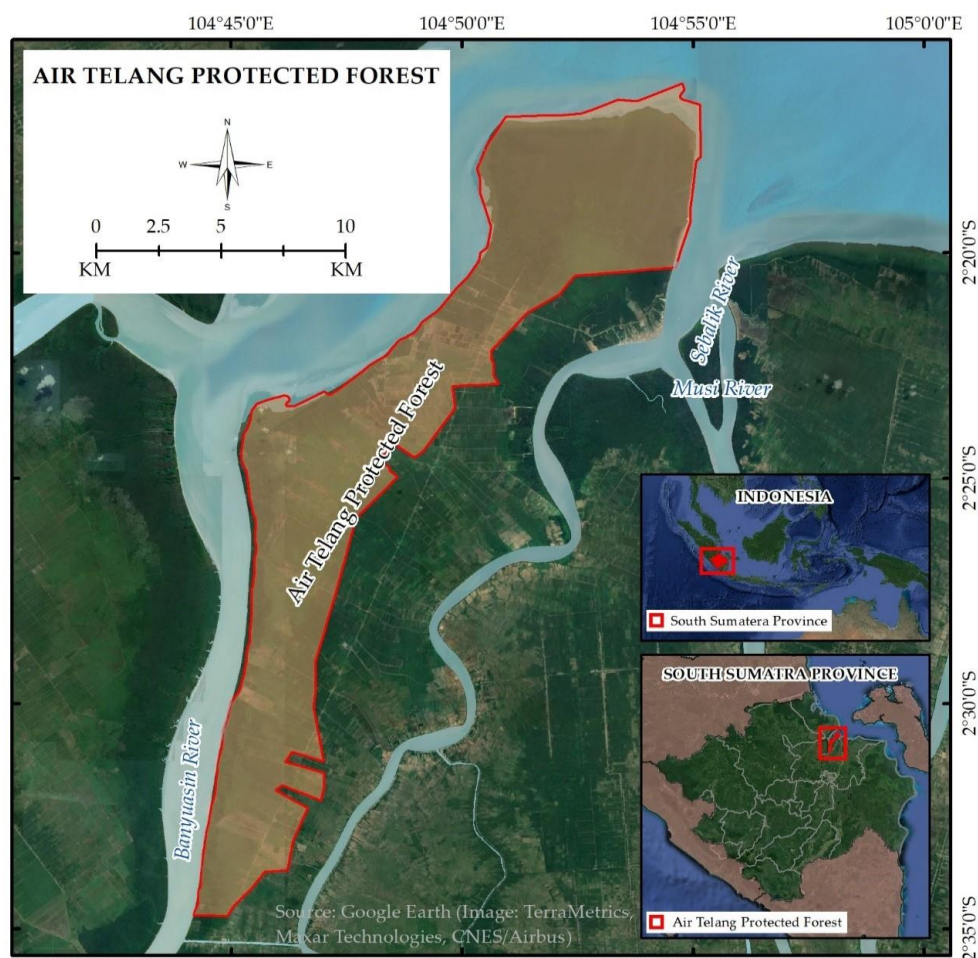 104°45'0"E
104°50'0"E
104°55'0"E
105°0'0"E
AIR TELANG PROTECTED FOREST
N
W
E
S
0
2.5
5
10
KM
KM
2°20'0"S
2°25'0"S
2°30'0"S
2°35'0"S
Sebalik River
Musi River
Air Telang Protected Forest
Banyuasin River
INDONESIA
South Sumatera Province
SOUTH SUMATRA PROVINCE
Air Telang Protected Forest
Source: Google Earth (Image: TerraMetrics,
Maxar Technologies, CNES/Airbus)